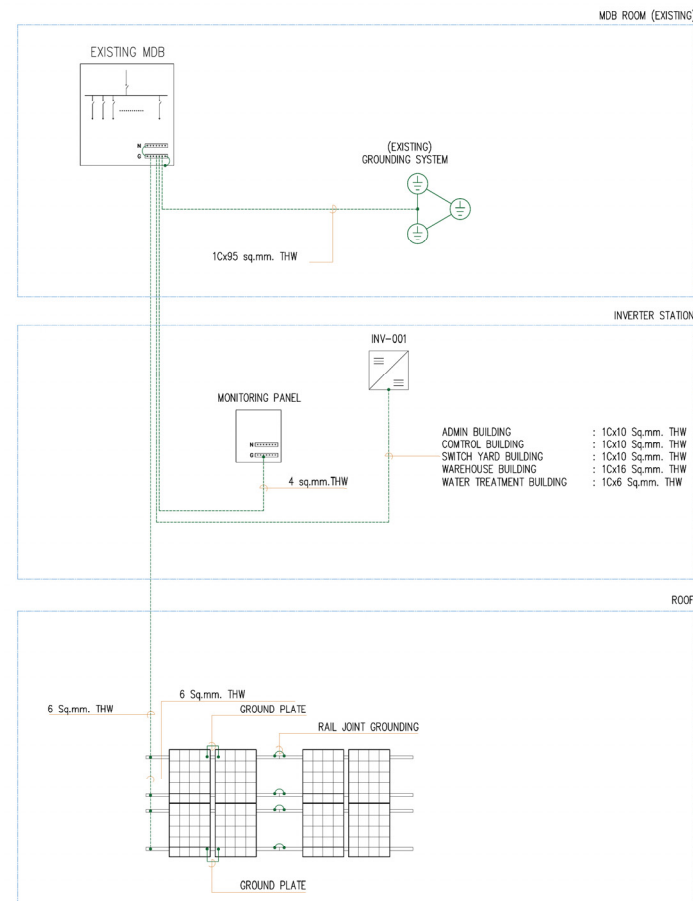 MDB ROOM (EXISTING)
EXISTING MDB
N
G
(EXISTING)
GROUNDING SYSTEM
1Cx95 sq.mm. THW
INVERTER STATION
INV-001
MONITORING PANEL
N
G
4 sq.mm.THW
ADMIN BUILDING : 1Cx10 Sq.mm. THW
COMTROL BUILDING : 1Cx10 Sq.mm. THW
SWITCH YARD BUILDING : 1Cx10 Sq.mm. THW
WAREHOUSE BUILDING : 1Cx16 Sq.mm. THW
WATER TREATMENT BUILDING : 1Cx6 Sq.mm. THW
ROOF
6 Sq.mm. THW
6 Sq.mm. THW
GROUND PLATE
RAIL JOINT GROUNDING
GROUND PLATE